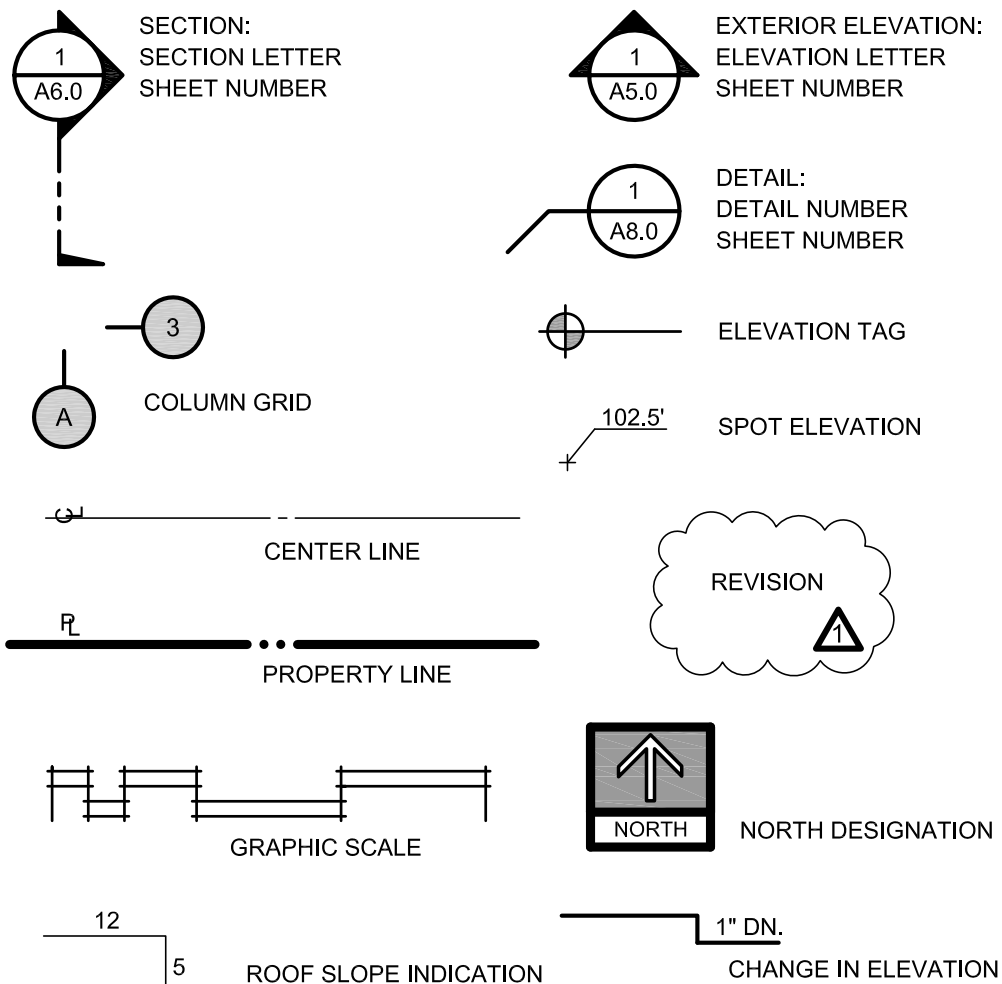 1
A6.0
SECTION:
SECTION LETTER
SHEET NUMBER
1
A5.0
EXTERIOR ELEVATION:
ELEVATION LETTER
SHEET NUMBER
1
A8.0
DETAIL:
DETAIL NUMBER
SHEET NUMBER
3
A
COLUMN GRID
ELEVATION TAG
102.5'
SPOT ELEVATION
CL
CENTER LINE
REVISION
1
PL
PROPERTY LINE
GRAPHIC SCALE
NORTH
NORTH DESIGNATION
12
5
ROOF SLOPE INDICATION
1" DN.
CHANGE IN ELEVATION